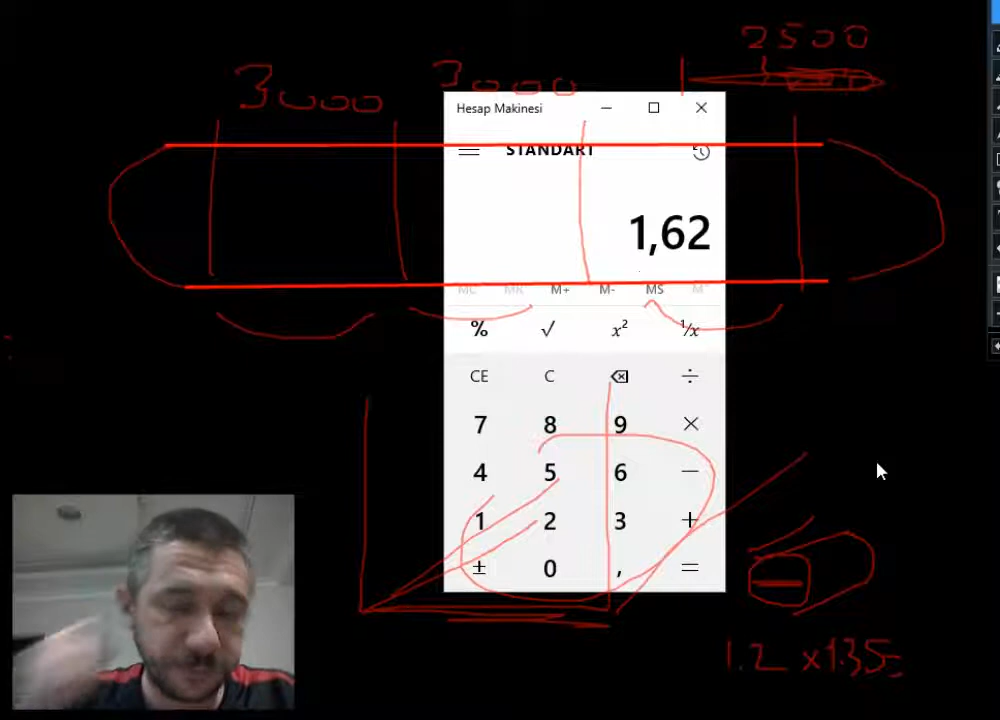 2500
3000 3000
Hesap Makinesi
STANDART
1,62
MC MR M+ M- MS M˅
% √ x² ¹/x
CE C ÷
7 8 9 ×
4 5 6 −
1 2 3 +
± 0 , =
1.2 x 1.35=